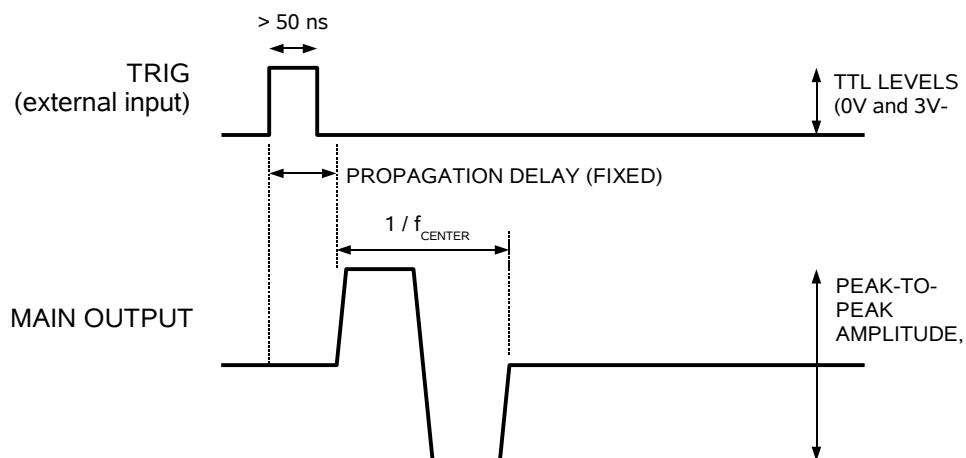 > 50 ns
TRIG
(external input)
TTL LEVELS
(0V and 3V-
PROPAGATION DELAY (FIXED)
1 / fCENTER
MAIN OUTPUT
PEAK-TO-
PEAK
AMPLITUDE,